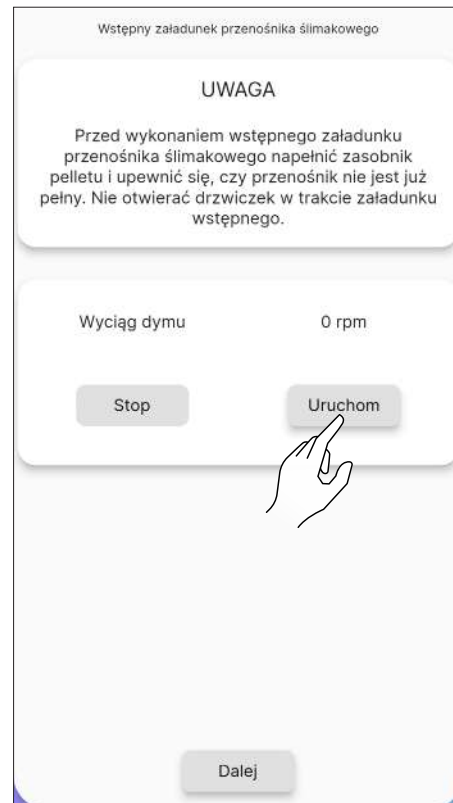 Wstępny załadunek przenośnika ślimakowego
UWAGA
Przed wykonaniem wstępnego załadunku
przenośnika ślimakowego napełnić zasobnik
pelletu i upewnić się, czy przenośnik nie jest już
pełny. Nie otwierać drzwiczek w trakcie załadunku
wstępnego.
Wyciąg dymu 0 rpm
Stop Uruchom
Dalej